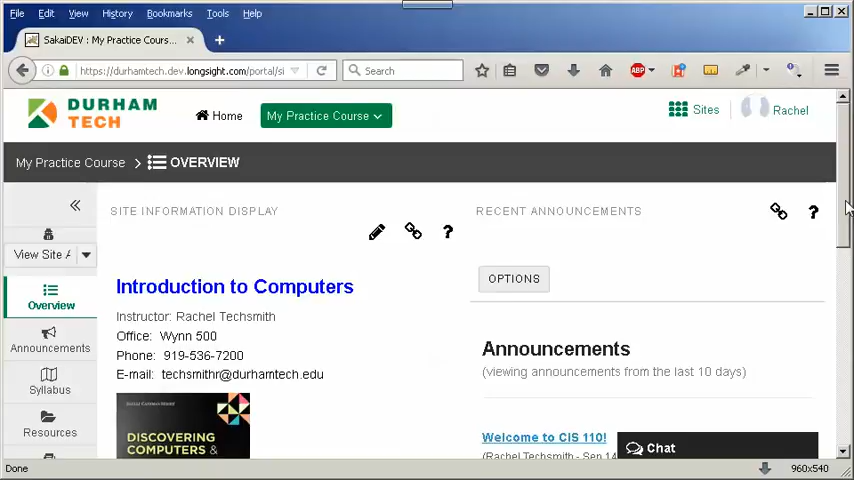 File Edit View History Bookmarks Tools Help
SakaiDEV : My Practice Cours...
https://durhamtech.dev.longsight.com/portal/si
Search
ABP
DURHAM TECH
Home
My Practice Course
Sites
Rachel
My Practice Course > OVERVIEW
View Site A
Overview
Announcements
Syllabus
Resources
SITE INFORMATION DISPLAY
?
Introduction to Computers
Instructor: Rachel Techsmith
Office: Wynn 500
Phone: 919-536-7200
E-mail: techsmithr@durhamtech.edu
DISCOVERING
COMPUTERS &
RECENT ANNOUNCEMENTS
?
OPTIONS
Announcements
(viewing announcements from the last 10 days)
Welcome to CIS 110!
(Rachel Techsmith - Sep 14
Chat
Done
960x540